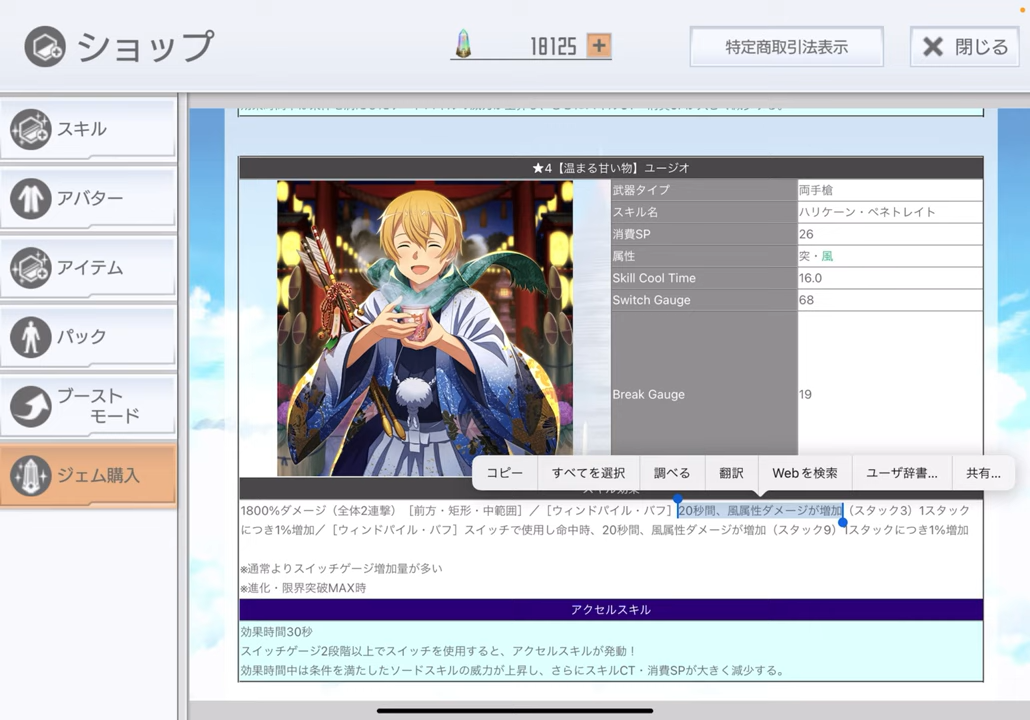 ショップ
18125
特定商取引法表示
閉じる
スキル
アバター
アイテム
パック
ブースト
モード
ジェム購入
★4【温まる甘い物】ユージオ
武器タイプ 両手槍
スキル名 ハリケーン・ペネトレイト
消費SP 26
属性 突・風
Skill Cool Time 16.0
Switch Gauge 68
Break Gauge 19
コピー すべてを選択 調べる 翻訳 Webを検索 ユーザ辞書... 共有...
スキル効果
1800%ダメージ（全体2連撃）［前方・矩形・中範囲］／［ウィンドパイル・バフ］20秒間、風属性ダメージが増加（スタック3）1スタック
につき1%増加／［ウィンドパイル・バフ］スイッチで使用し命中時、20秒間、風属性ダメージが増加（スタック9）1スタックにつき1%増加
※通常よりスイッチゲージ増加量が多い
※進化・限界突破MAX時
アクセルスキル
効果時間30秒
スイッチゲージ2段階以上でスイッチを使用すると、アクセルスキルが発動！
効果時間中は条件を満たしたソードスキルの威力が上昇し、さらにスキルCT・消費SPが大きく減少する。